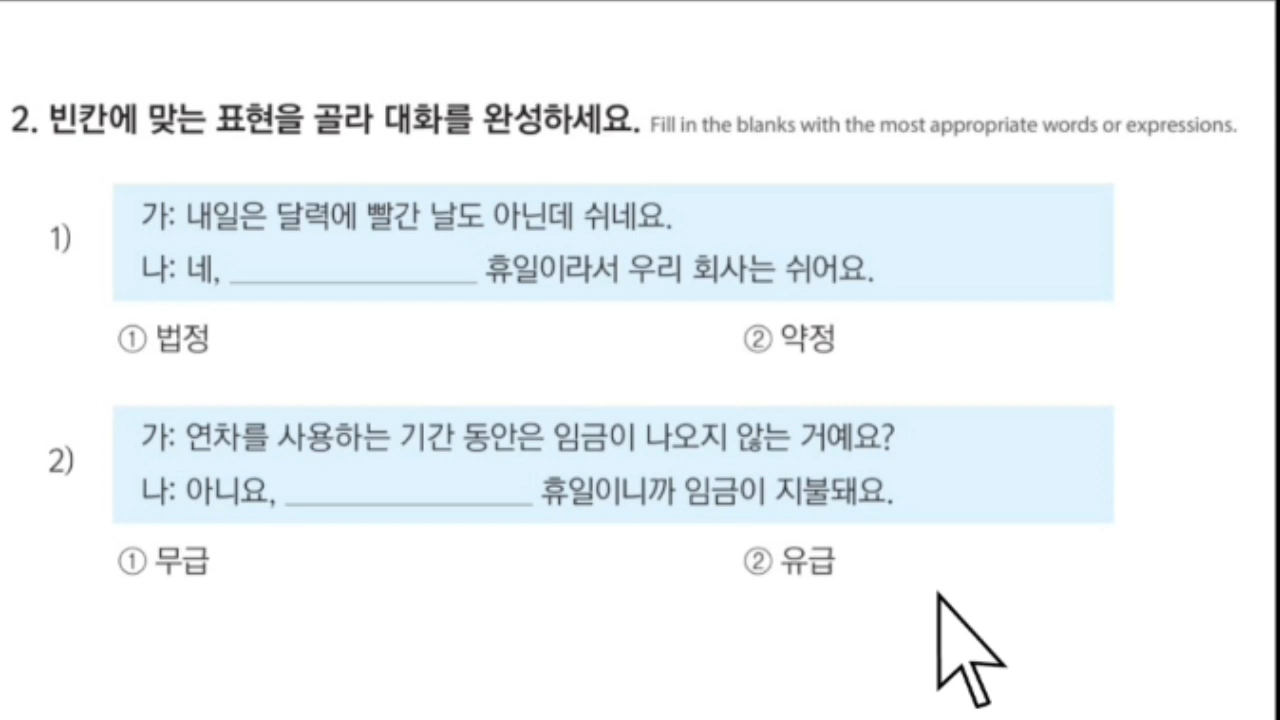 2. 빈칸에 맞는 표현을 골라 대화를 완성하세요. Fill in the blanks with the most appropriate words or expressions.
1)
가: 내일은 달력에 빨간 날도 아닌데 쉬네요.
나: 네, ______________ 휴일이라서 우리 회사는 쉬어요.
① 법정 ② 약정
2)
가: 연차를 사용하는 기간 동안은 임금이 나오지 않는 거예요?
나: 아니요, ______________ 휴일이니까 임금이 지불돼요.
① 무급 ② 유급